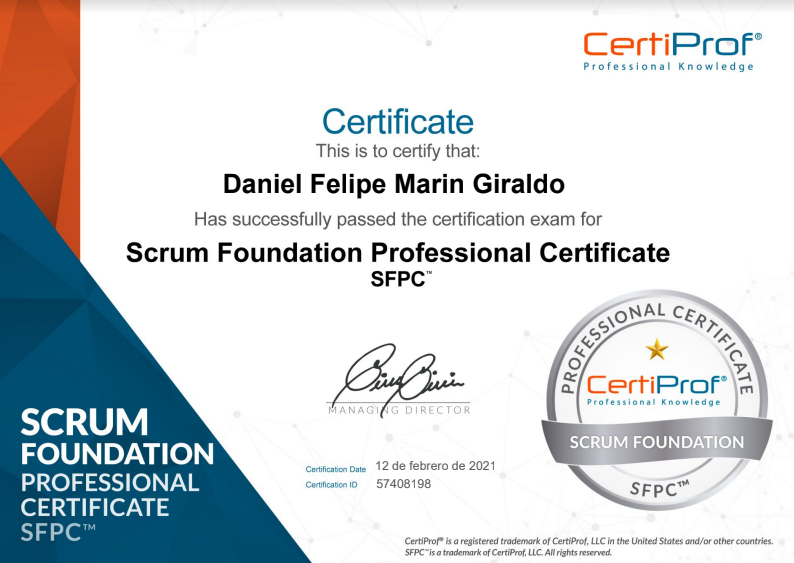 CertiProf®
Professional Knowledge
Certificate
This is to certify that:
Daniel Felipe Marin Giraldo
Has successfully passed the certification exam for
Scrum Foundation Professional Certificate
SFPC™
MANAGING DIRECTOR
Certification Date 12 de febrero de 2021
Certification ID 57408198
SCRUM
FOUNDATION
PROFESSIONAL
CERTIFICATE
SFPC™
PROFESSIONAL CERTIFICATE
CertiProf®
Professional Knowledge
SCRUM FOUNDATION
SFPC™
CertiProf® is a registered trademark of CertiProf, LLC in the United States and/or other countries.
SFPC™ is a trademark of CertiProf, LLC. All rights reserved.